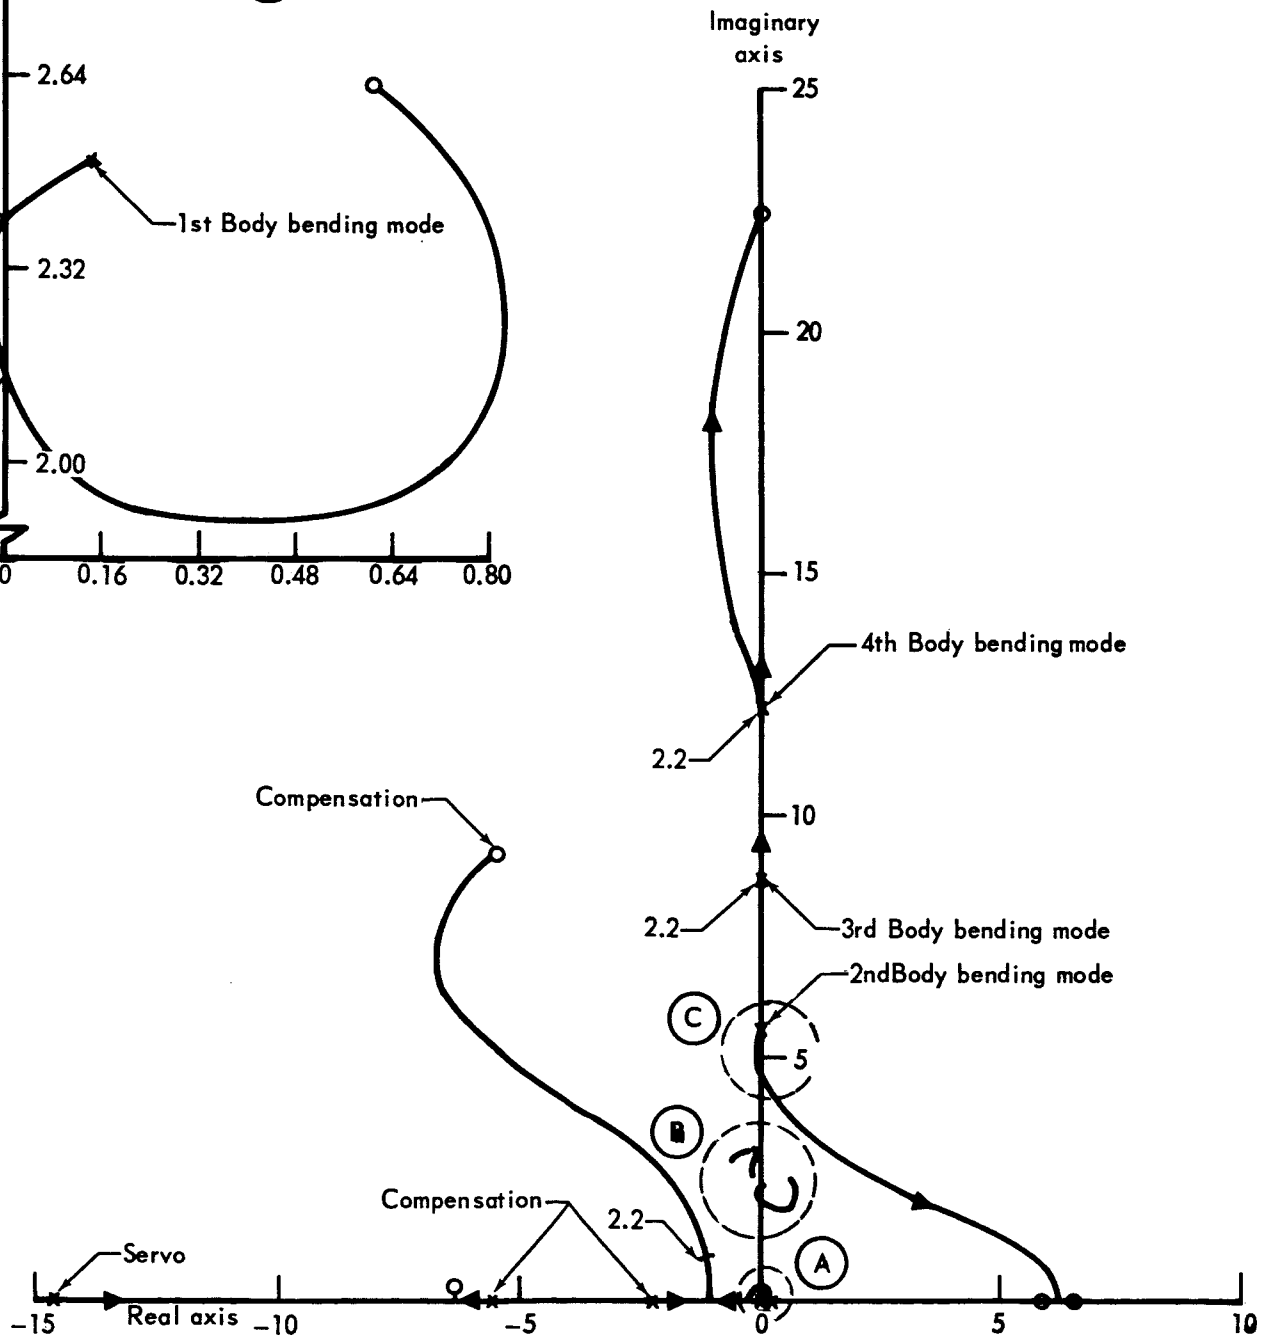 Imaginary
axis
2.64
25
1st Body bending mode
2.32
20
2.00
0
0.16
0.32
0.48
0.64
0.80
15
4th Body bending mode
2.2
Compensation
10
2.2
3rd Body bending mode
2ndBody bending mode
C
5
B
Compensation
2.2
A
Servo
Real axis
-15
-10
-5
0
5
10